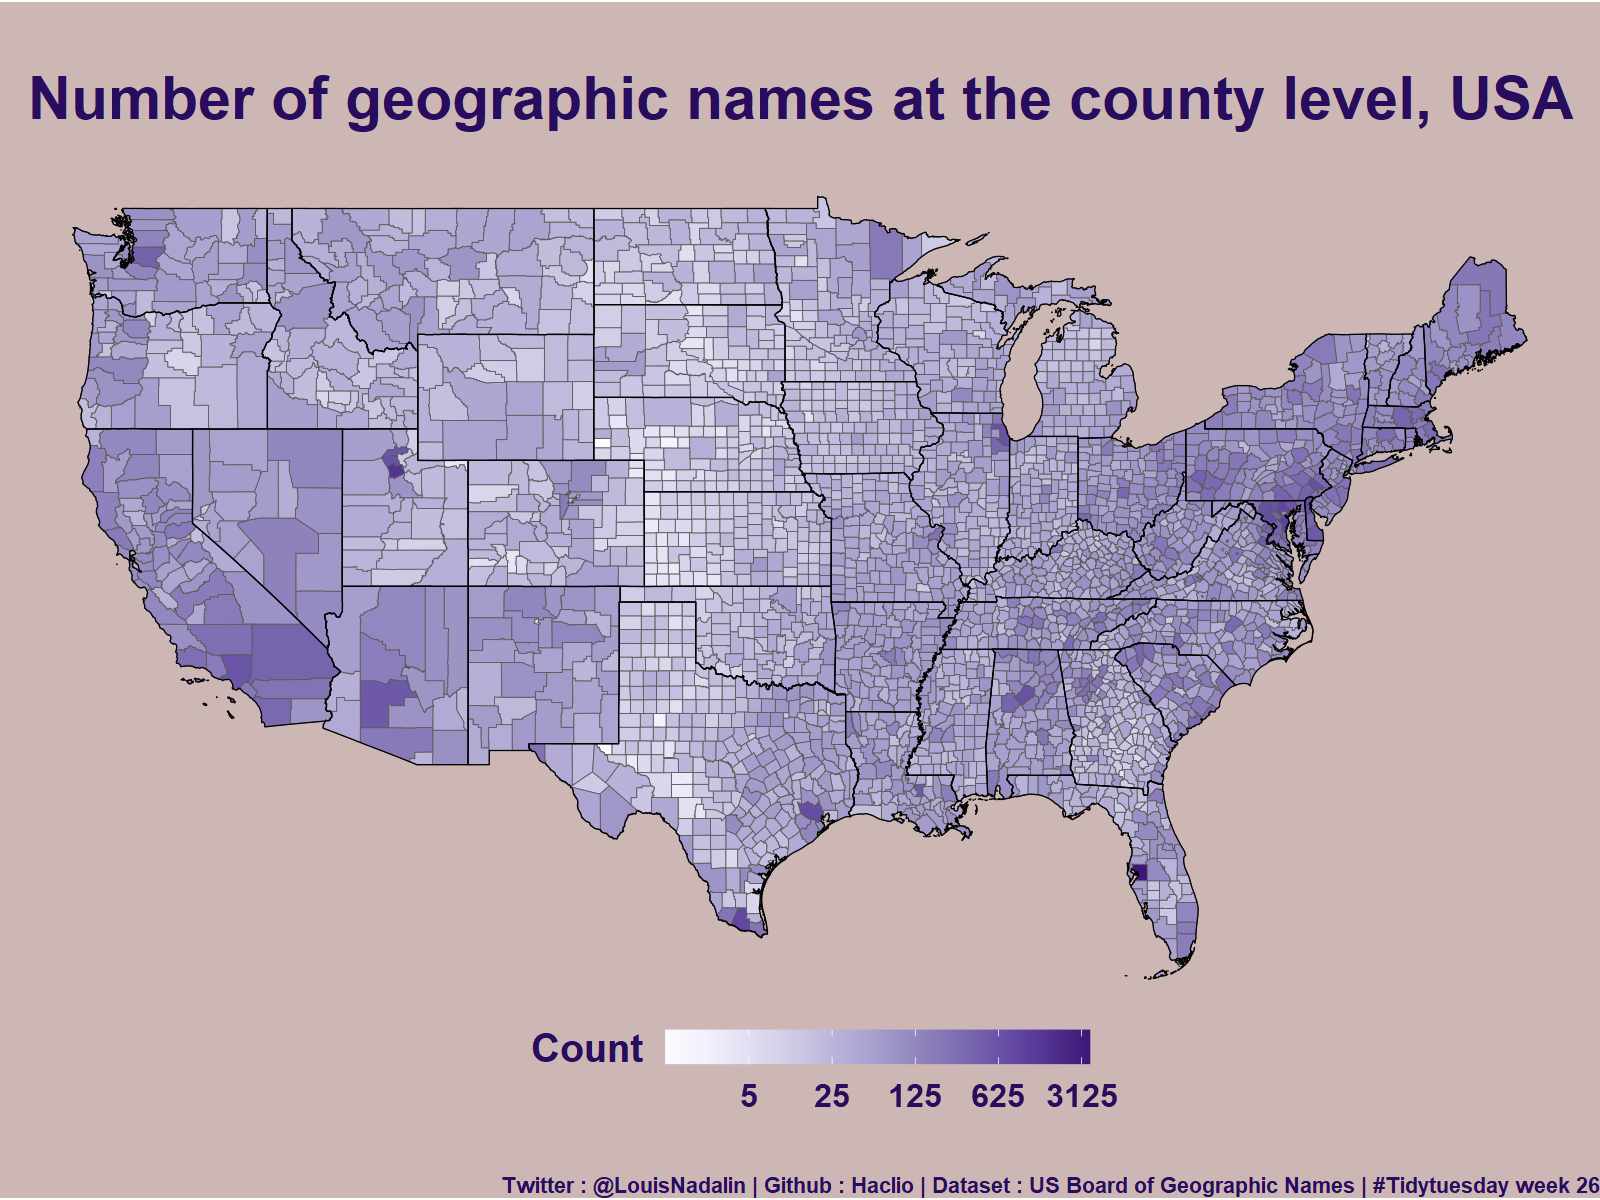 Number of geographic names at the county level, USA
Count
5 25 125 625 3125
Twitter : @LouisNadalin | Github : Haclio | Dataset : US Board of Geographic Names | #Tidytuesday week 26